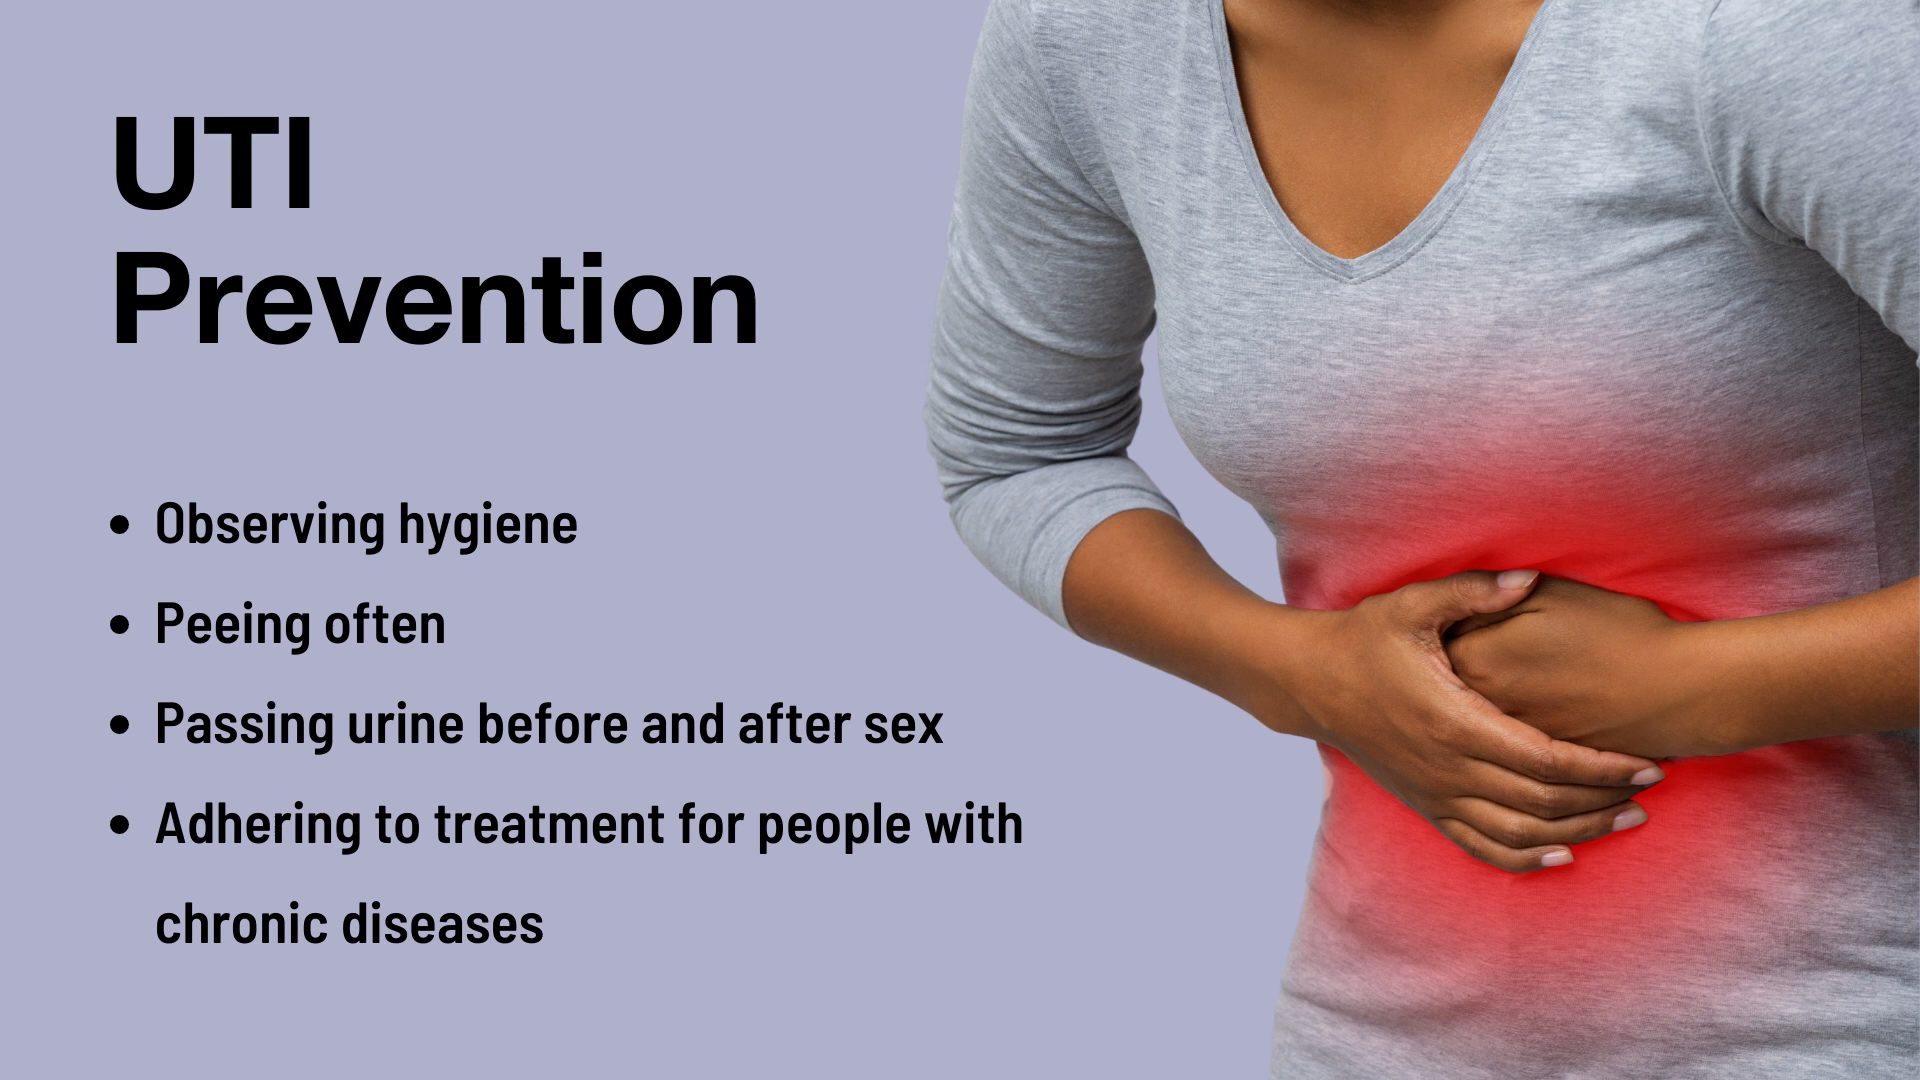 UTI
Prevention
• Observing hygiene
• Peeing often
• Passing urine before and after sex
• Adhering to treatment for people with
chronic diseases